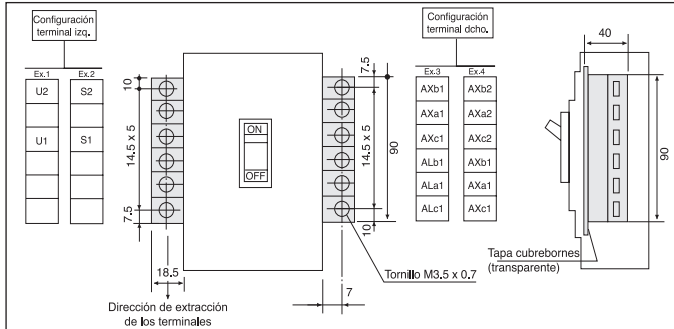 Configuración
terminal izq.
Ex.1
Ex.2
U2
S2
U1
S1
10
14.5 x 5
7.5
18.5
Dirección de extracción
de los terminales
ON
OFF
7.5
14.5 x 5
90
10
7
Tornillo M3.5 x 0.7
Configuración
terminal dcho.
Ex.3
Ex.4
AXb1
AXb2
AXa1
AXa2
AXc1
AXc2
ALb1
AXb1
ALa1
AXa1
ALc1
AXc1
40
90
Tapa cubrebornes
(transparente)